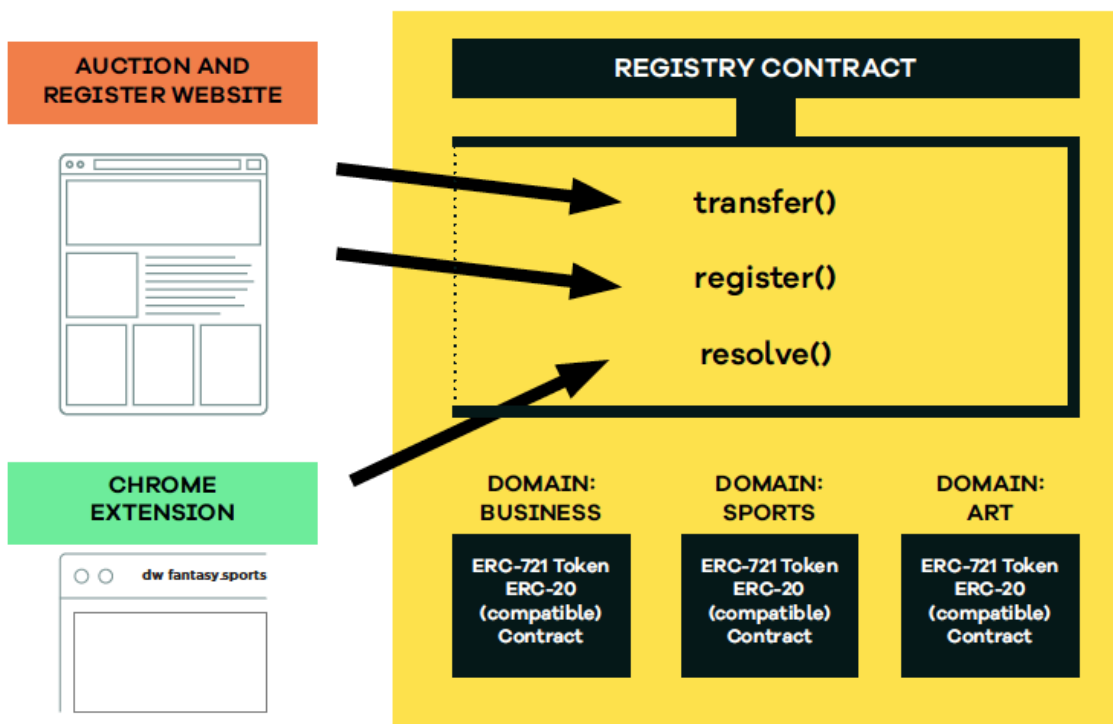 AUCTION AND
REGISTER WEBSITE
REGISTRY CONTRACT
transfer()
register()
resolve()
CHROME
EXTENSION
dw fantasy.sports
DOMAIN:
BUSINESS
ERC-721 Token
ERC-20
(compatible)
Contract
DOMAIN:
SPORTS
ERC-721 Token
ERC-20
(compatible)
Contract
DOMAIN:
ART
ERC-721 Token
ERC-20
(compatible)
Contract